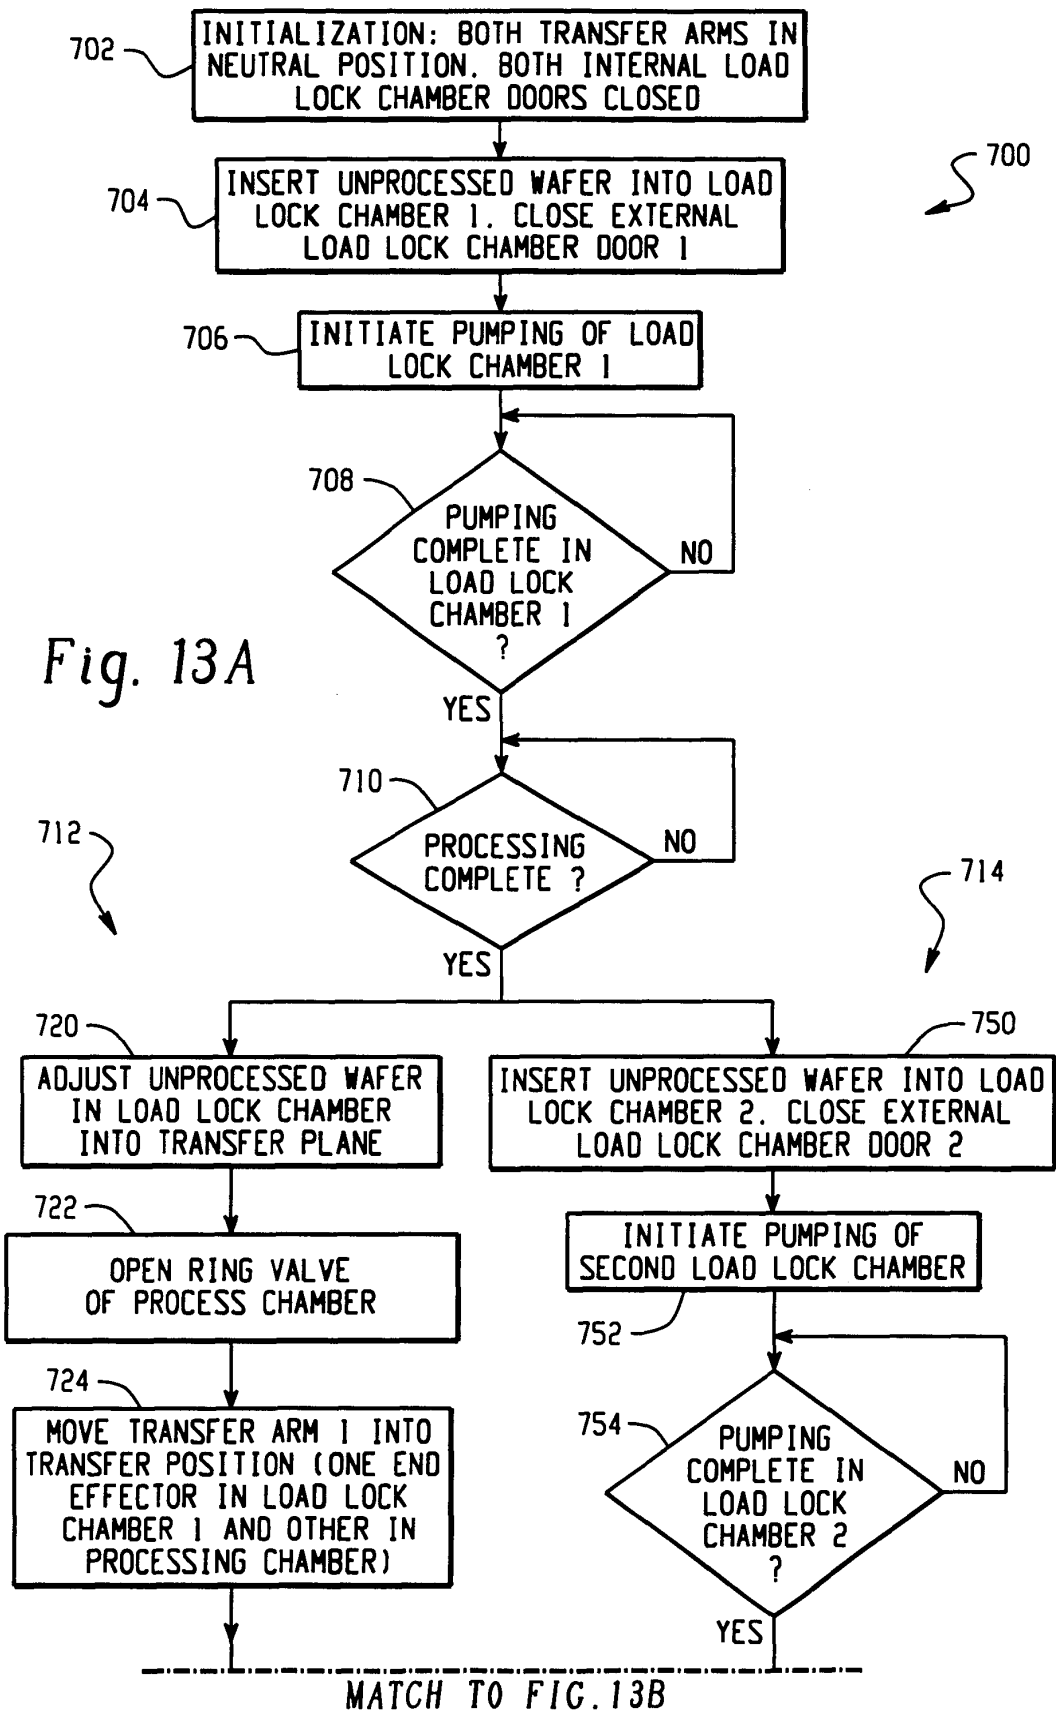 702
INITIALIZATION: BOTH TRANSFER ARMS IN
NEUTRAL POSITION. BOTH INTERNAL LOAD
LOCK CHAMBER DOORS CLOSED
700
704
INSERT UNPROCESSED WAFER INTO LOAD
LOCK CHAMBER 1. CLOSE EXTERNAL
LOAD LOCK CHAMBER DOOR 1
706
INITIATE PUMPING OF LOAD
LOCK CHAMBER 1
708
PUMPING
COMPLETE IN
LOAD LOCK
CHAMBER 1
?
NO
Fig. 13A
YES
710
PROCESSING
COMPLETE ?
NO
712
714
YES
720
ADJUST UNPROCESSED WAFER
IN LOAD LOCK CHAMBER
INTO TRANSFER PLANE
750
INSERT UNPROCESSED WAFER INTO LOAD
LOCK CHAMBER 2. CLOSE EXTERNAL
LOAD LOCK CHAMBER DOOR 2
722
OPEN RING VALVE
OF PROCESS CHAMBER
INITIATE PUMPING OF
SECOND LOAD LOCK CHAMBER
752
724
MOVE TRANSFER ARM 1 INTO
TRANSFER POSITION (ONE END
EFFECTOR IN LOAD LOCK
CHAMBER 1 AND OTHER IN
PROCESSING CHAMBER)
754
PUMPING
COMPLETE IN
LOAD LOCK
CHAMBER 2
?
NO
YES
MATCH TO FIG.13B